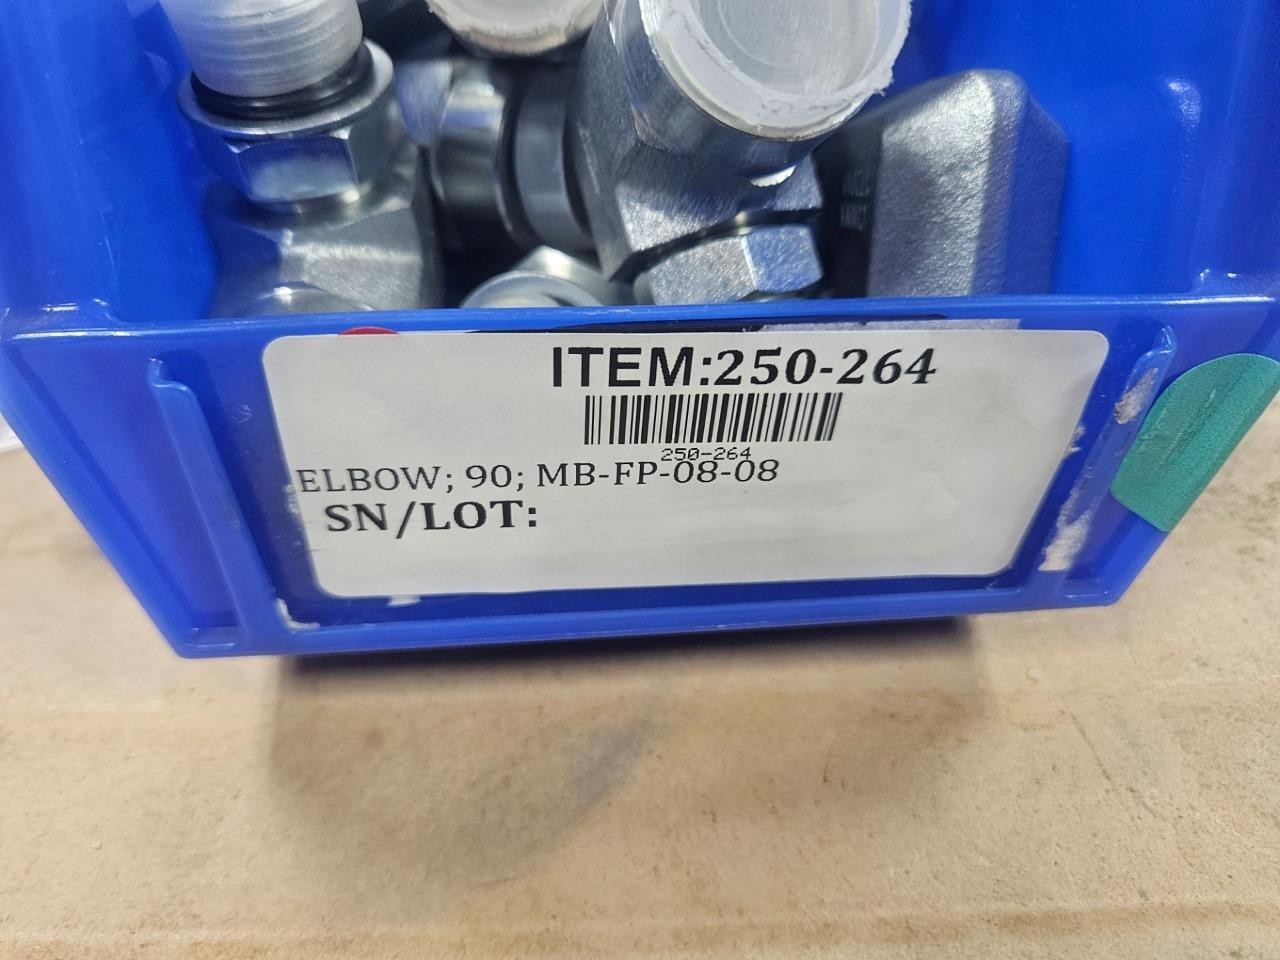 ITEM:250-264
250-264
ELBOW; 90; MB-FP-08-08
SN/LOT: